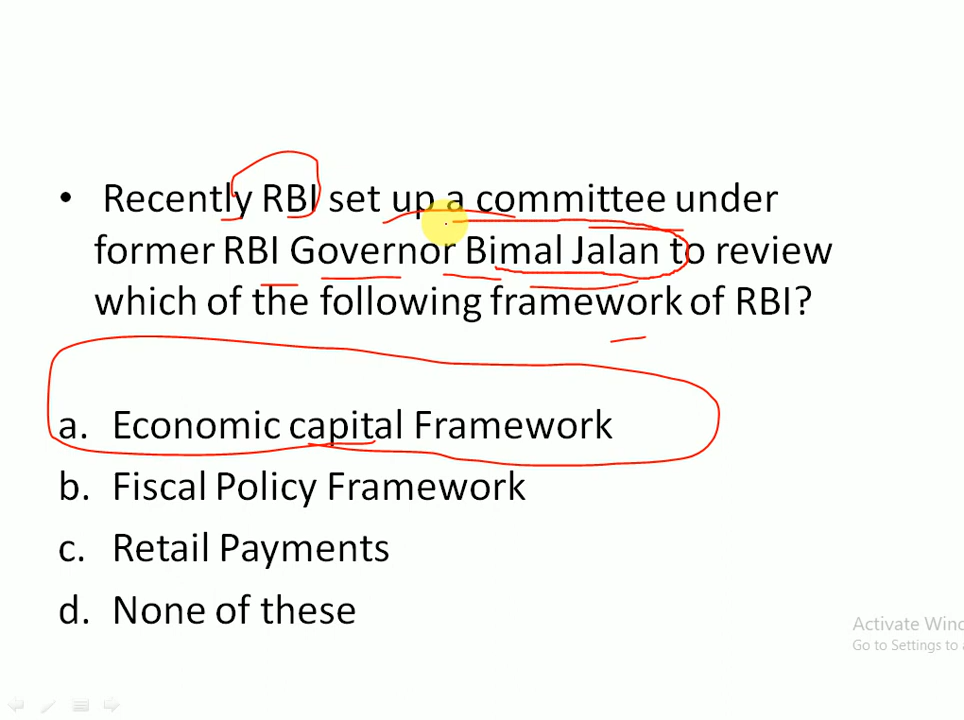 • Recently RBI set up a committee under
former RBI Governor Bimal Jalan to review
which of the following framework of RBI?
a. Economic capital Framework
b. Fiscal Policy Framework
c. Retail Payments
d. None of these
Activate Winc
Go to Settings to